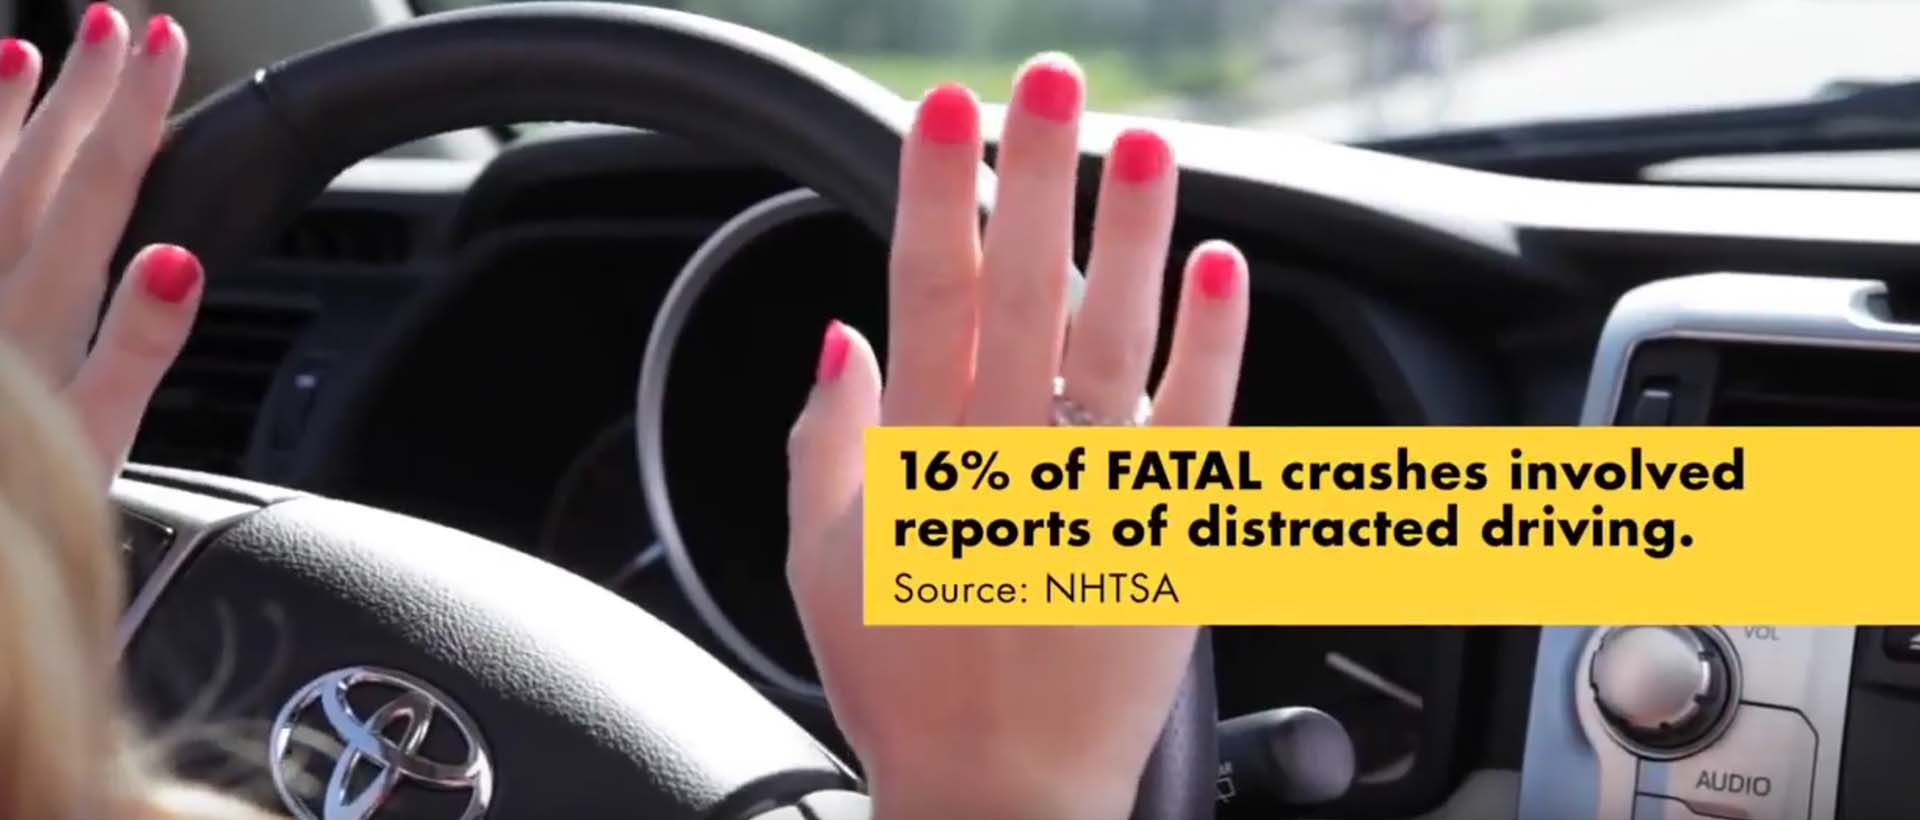 16% of FATAL crashes involved
reports of distracted driving.
Source: NHTSA
VOL
AUDIO